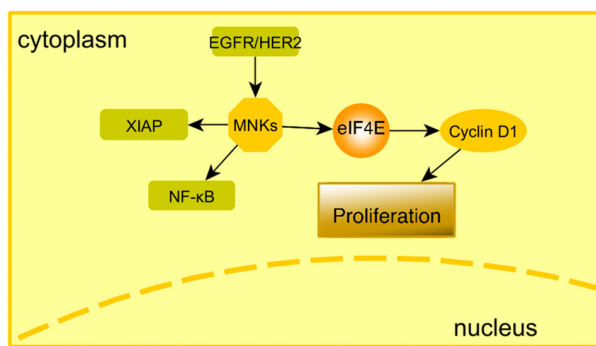 cytoplasm
EGFR/HER2
XIAP
MNKs
eIF4E
Cyclin D1
NF-κB
Proliferation
nucleus